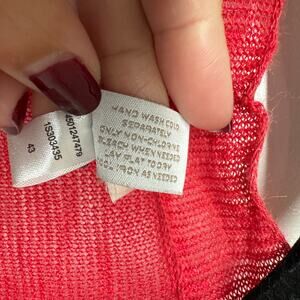 HAND WASH COLD
SEPARATELY
ONLY NON-CHLORINE
BLEACH WHEN NEEDED
LAY FLAT TO DRY
COOL IRON AS NEEDED
1S303435
43